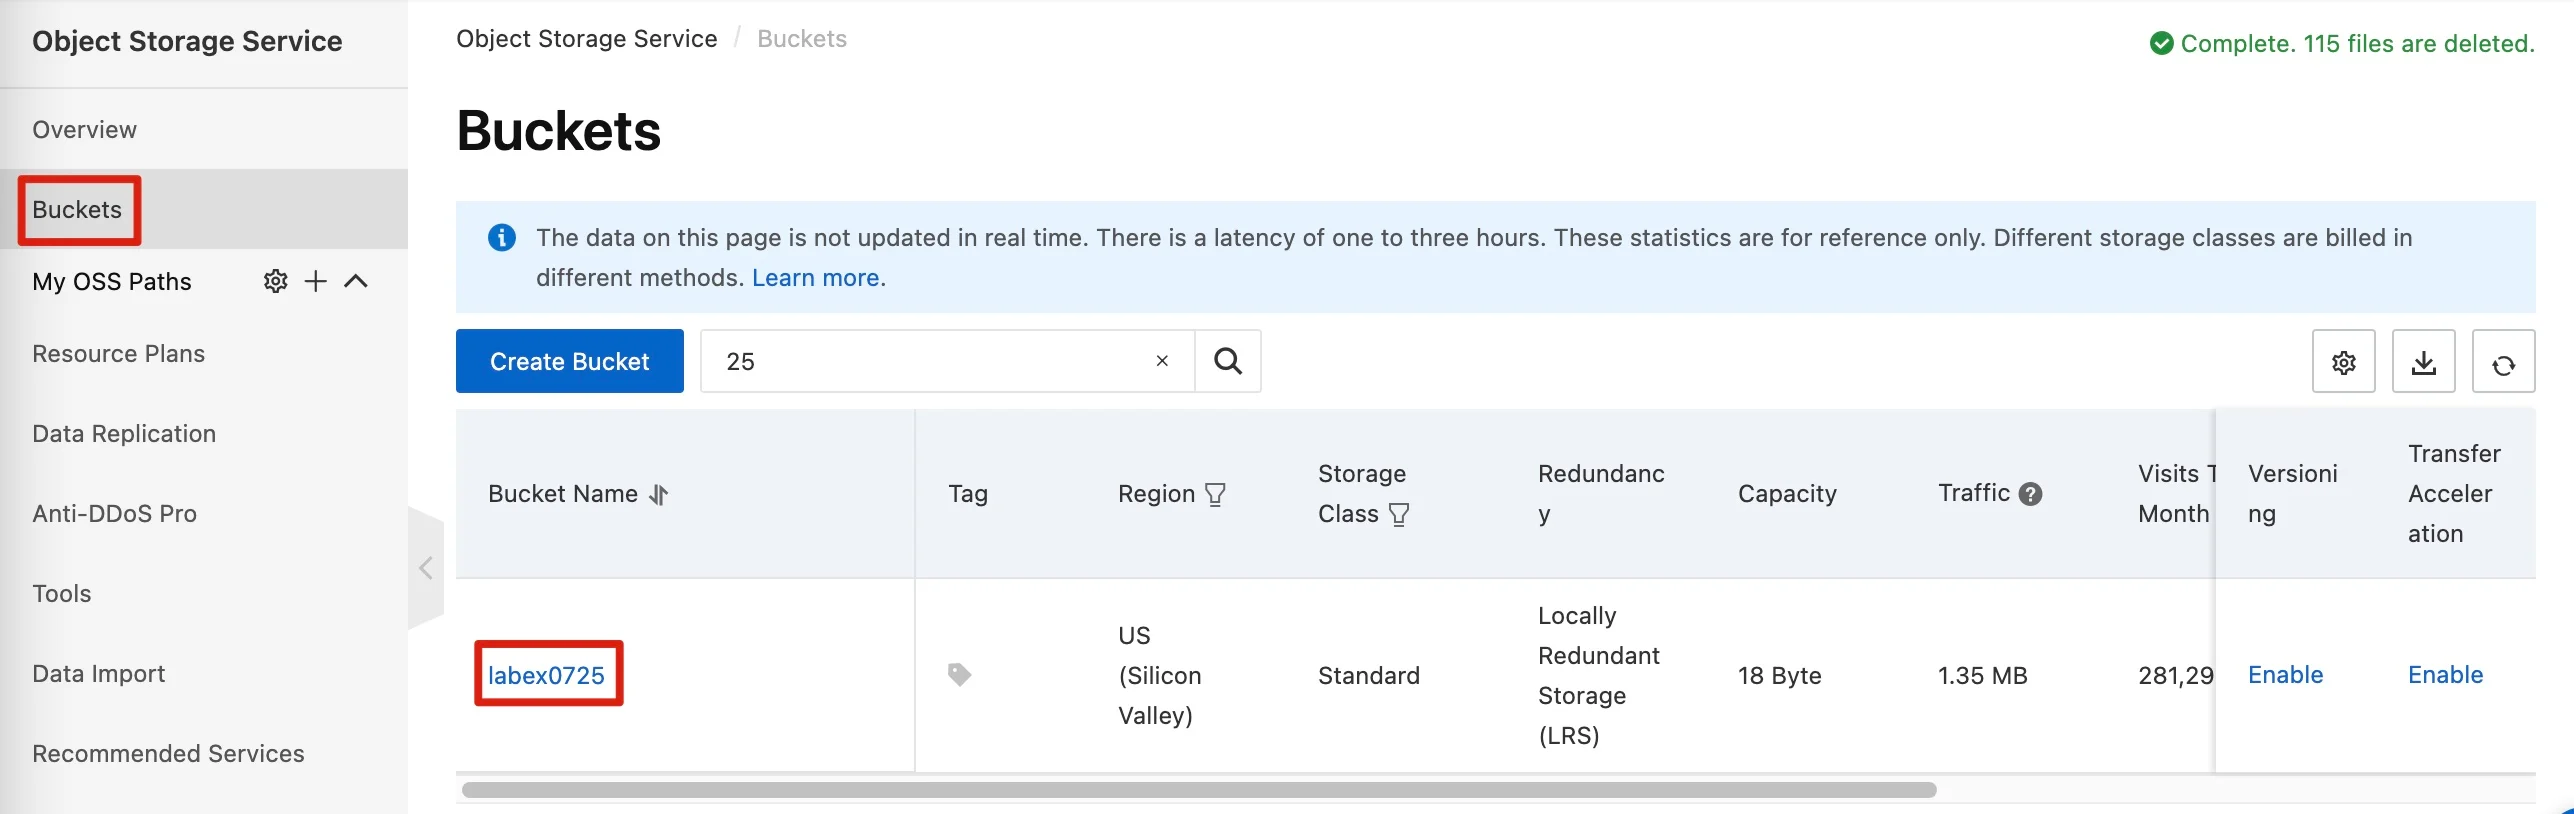 Object Storage Service
Overview
Buckets
My OSS Paths
Resource Plans
Data Replication
Anti-DDoS Pro
Tools
Data Import
Recommended Services
Object Storage Service / Buckets
Complete. 115 files are deleted.
Buckets
The data on this page is not updated in real time. There is a latency of one to three hours. These statistics are for reference only. Different storage classes are billed in
different methods. Learn more.
Create Bucket
25
Bucket Name
Tag
Region
Storage
Class
Redundanc
y
Capacity
Traffic
Visits T
Month
Versioni
ng
Transfer
Acceler
ation
labex0725
US
(Silicon
Valley)
Standard
Locally
Redundant
Storage
(LRS)
18 Byte
1.35 MB
281,29
Enable
Enable